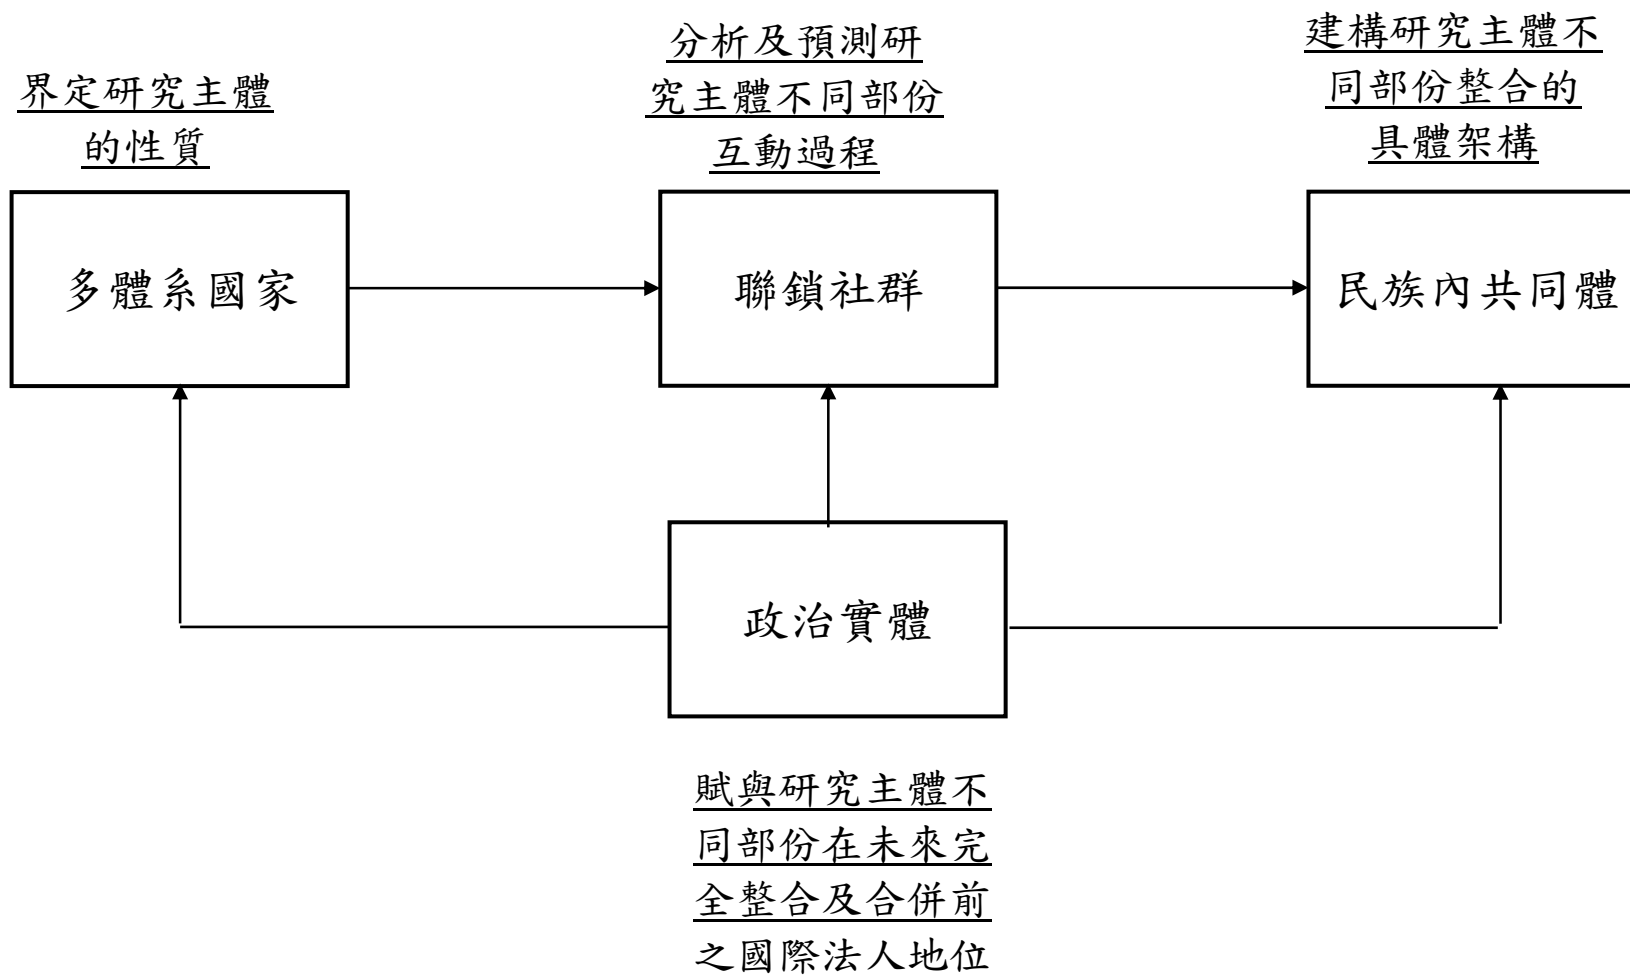 界定研究主體
的性質
分析及預測研
究主體不同部份
互動過程
建構研究主體不
同部份整合的
具體架構
多體系國家
聯鎖社群
民族內共同體
政治實體
賦與研究主體不
同部份在未來完
全整合及合併前
之國際法人地位